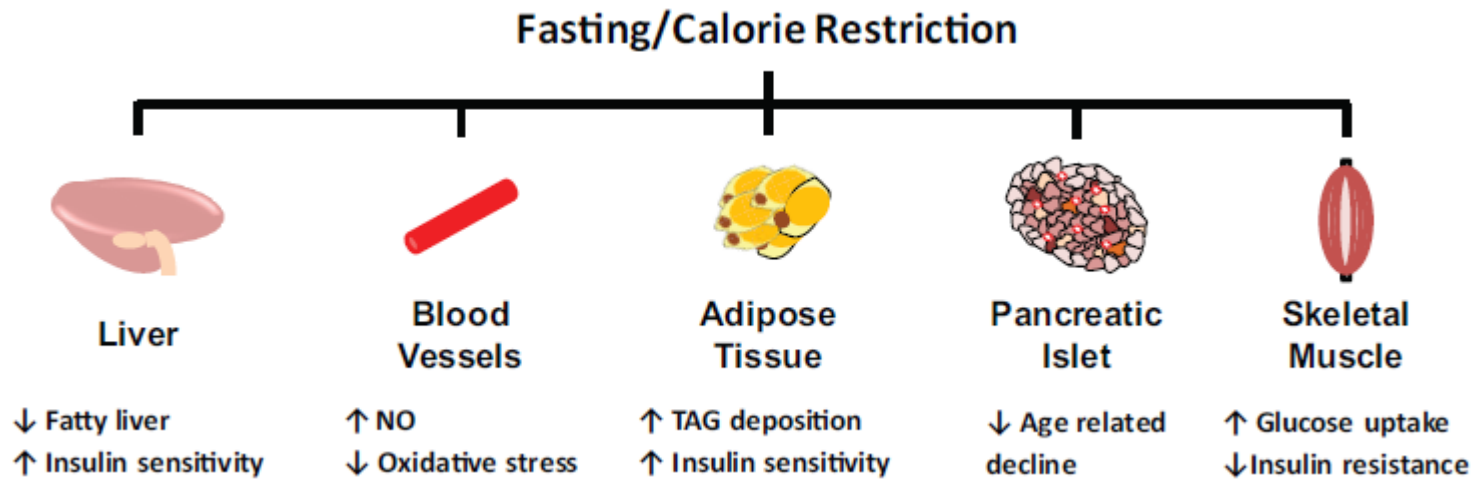 Fasting/Calorie Restriction
Liver
Blood
Vessels
Adipose
Tissue
Pancreatic
Islet
Skeletal
Muscle
↓ Fatty liver
↑ Insulin sensitivity
↑ NO
↓ Oxidative stress
↑ TAG deposition
↑ Insulin sensitivity
↓ Age related
decline
↑ Glucose uptake
↓Insulin resistance